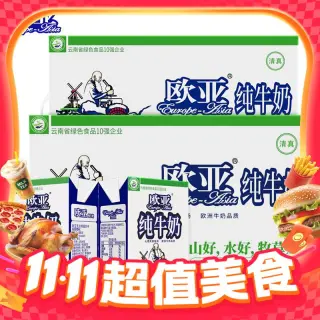 云南省绿色食品10强企业
清真
欧亚®
Europe-Asia
纯牛奶
云南省绿色食品10强企业
清真
欧亚®
Europe-Asia
纯牛奶
欧洲牛奶品质
山好,水好,牧草
欧亚
纯牛奶
11.11超值美食